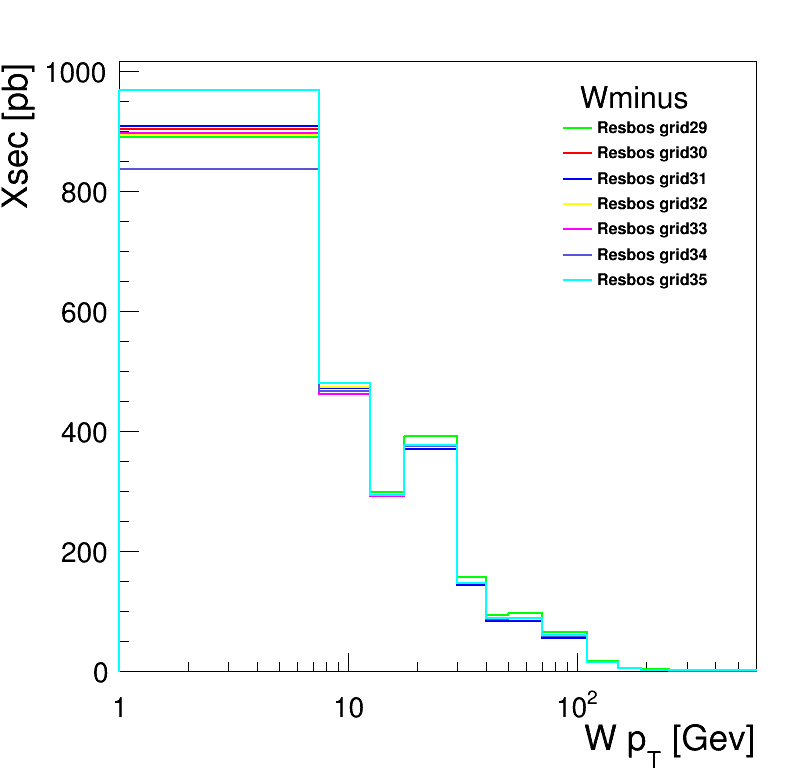 Xsec [pb]
1000
800
600
400
200
0
Wminus
Resbos grid29
Resbos grid30
Resbos grid31
Resbos grid32
Resbos grid33
Resbos grid34
Resbos grid35
1 10 10²
W p_T [Gev]